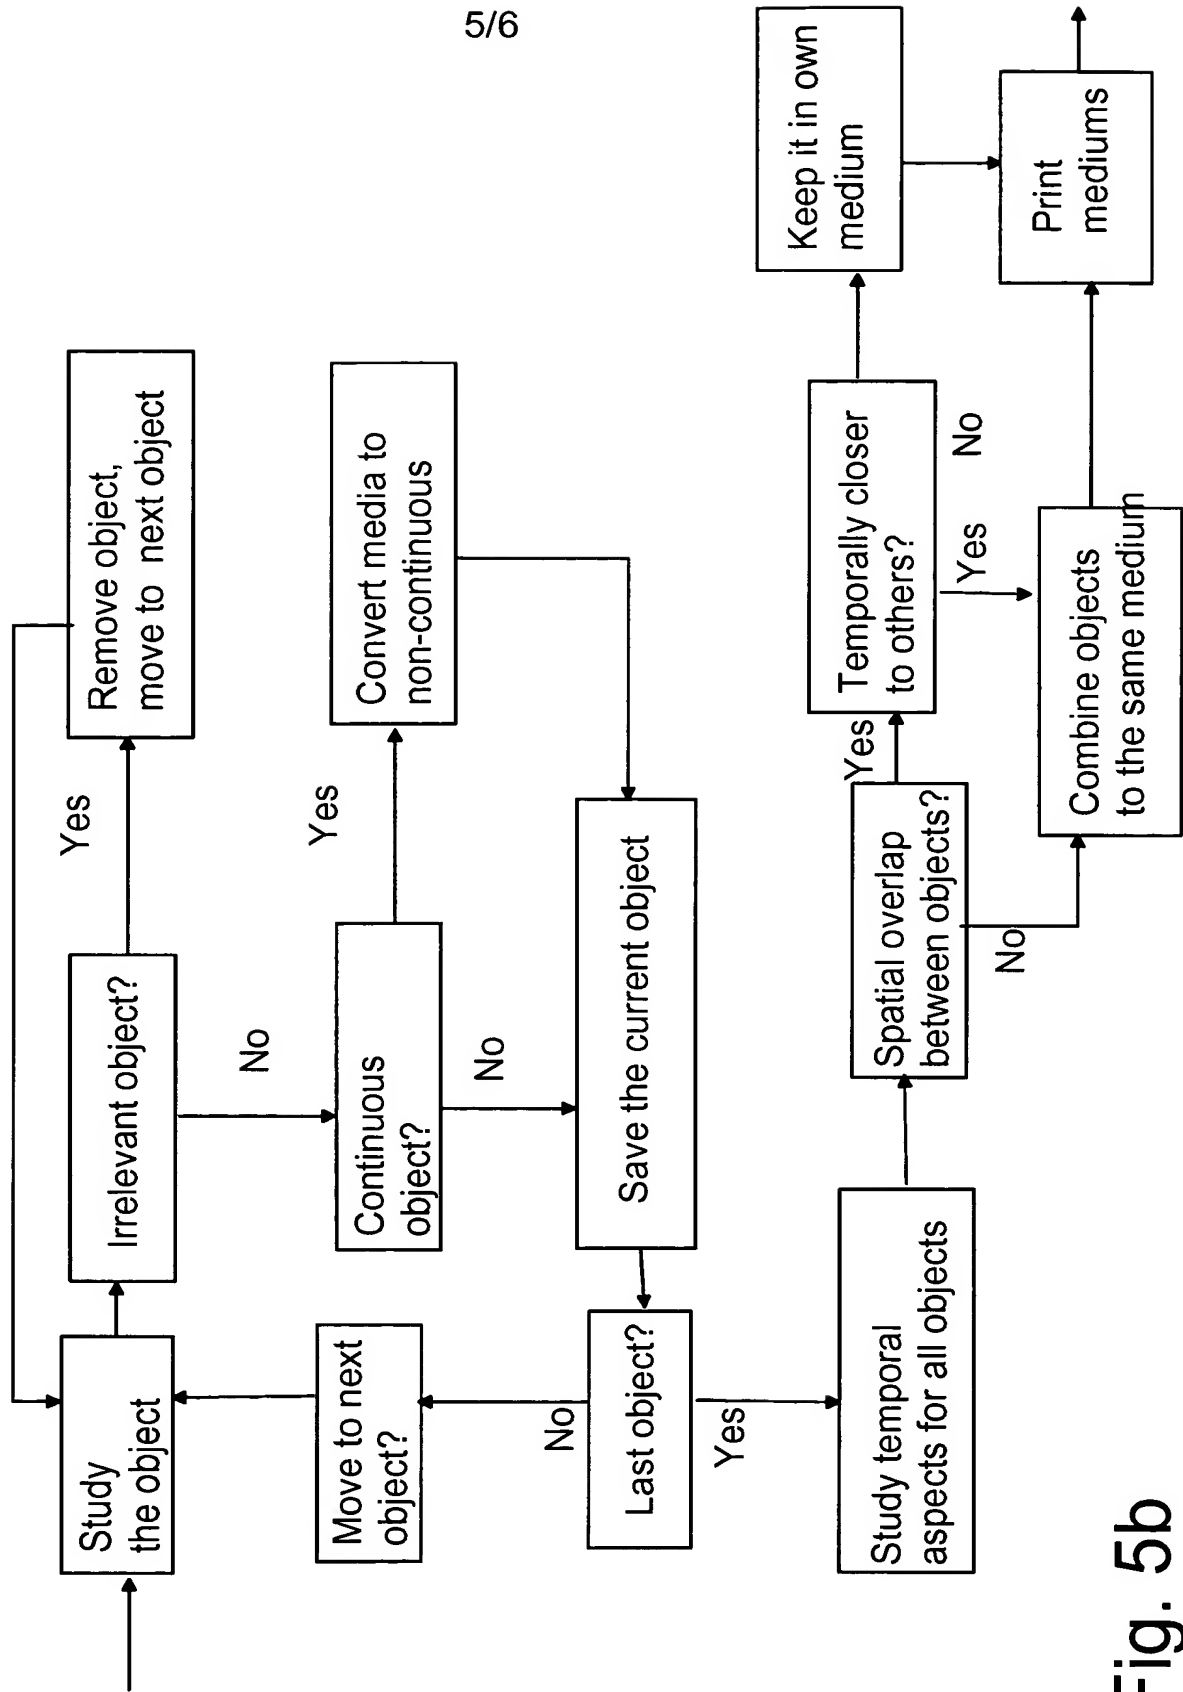 5/6
Study
the object
Irrelevant object?
Yes
Remove object,
move to next object
No
Continuous
object?
Yes
Convert media to
non-continuous
No
Save the current object
Last object?
No
Move to next
object?
Yes
Study temporal
aspects for all objects
Spatial overlap
between objects?
Yes
Temporally closer
to others?
No
Keep it in own
medium
Yes
No
Combine objects
to the same medium
Print
mediums
Fig. 5b